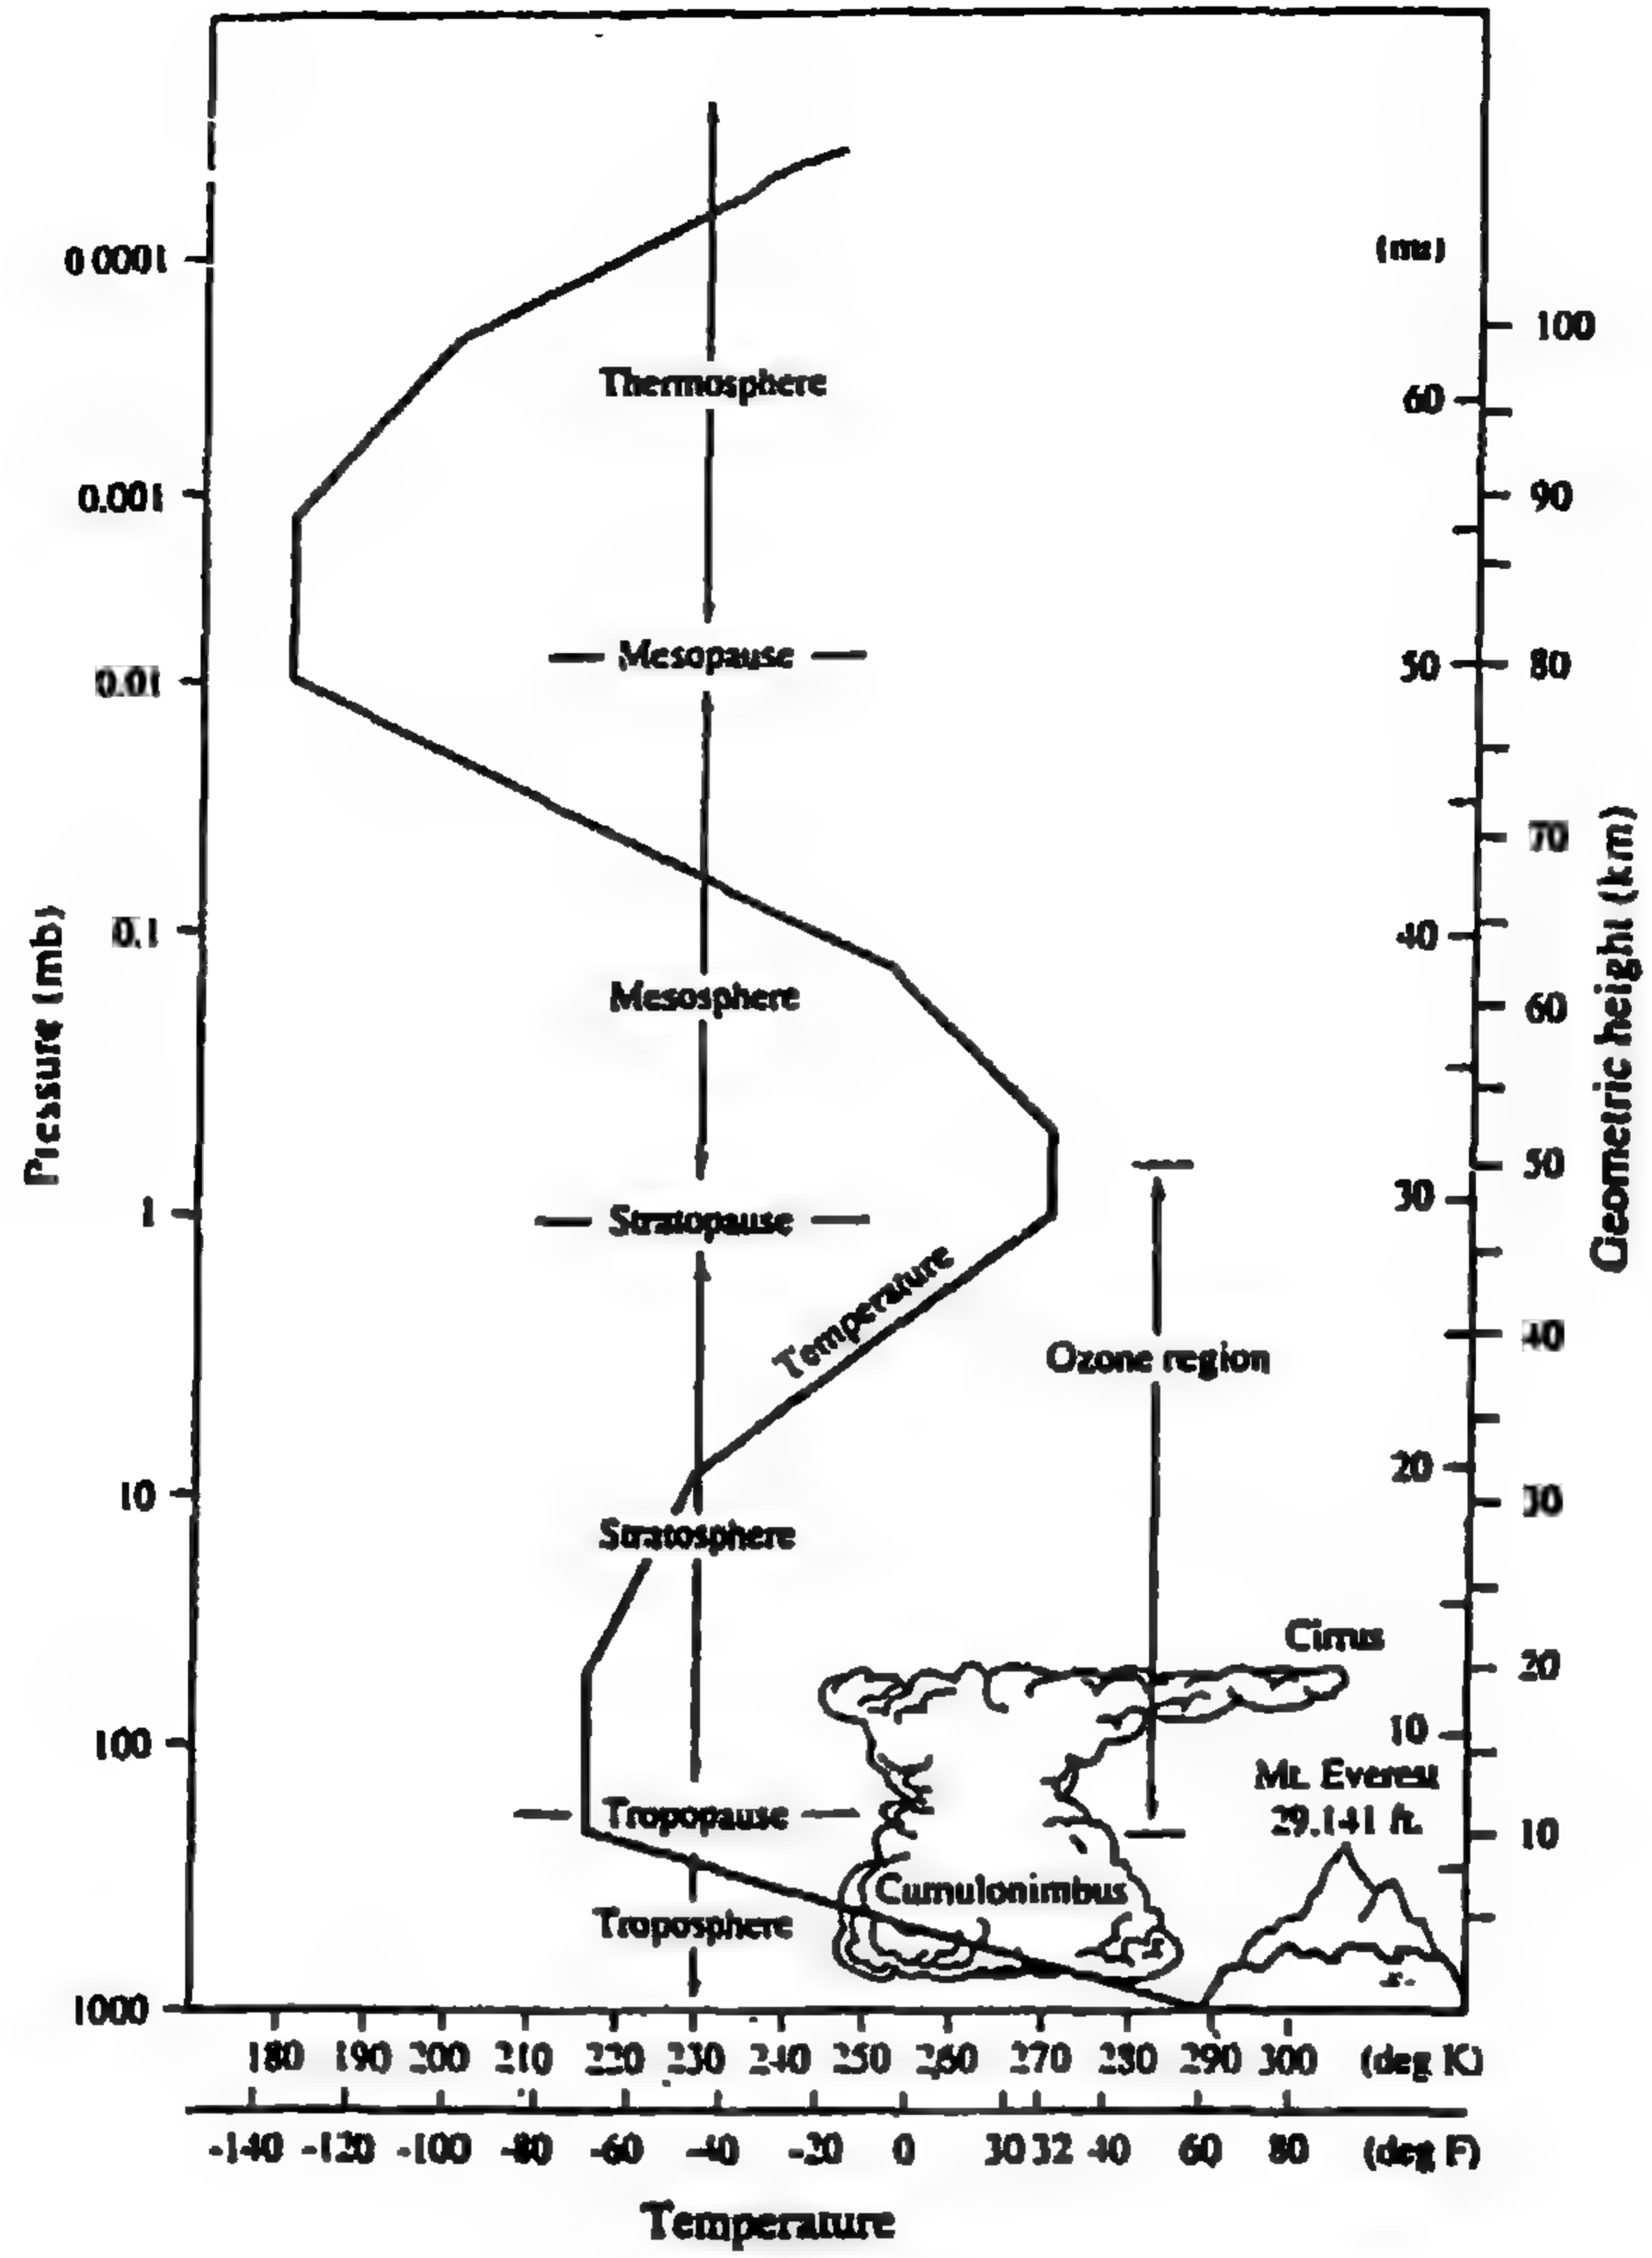 0 0001
(mi)
100
Thermosphere
60
0.001
90
Mesopause
50
80
0.01
70
0.1
40
Pressure (mb)
Mesosphere
60
Geometric height (km)
50
30
1
Stratopause
Temperature
40
Ozone region
20
10
30
Stratosphere
Cirrus
20
10
100
Mt. Everest
Tropopause
29.141 ft.
10
Cumulonimbus
Troposphere
1000
180 190 200 210 220 230 240 250 260 270 280 290 300 (deg K)
-140 -120 -100 -80 -60 -40 -20 0 30 32 40 60 80 (deg F)
Temperature